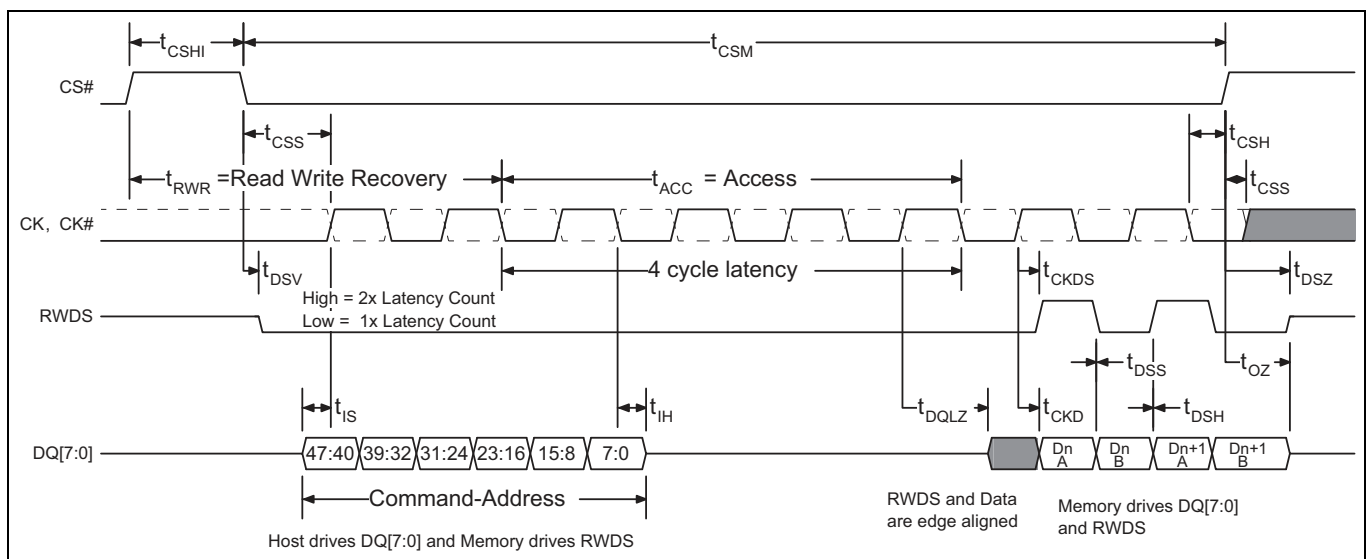 tCSHI
tCSM
CS#
tCSS
tCSH
tRWR =Read Write Recovery
tACC = Access
tCSS
CK, CK#
tDSV
4 cycle latency
tCKDS
tDSZ
High = 2x Latency Count
Low = 1x Latency Count
RWDS
tDSS
tOZ
tIS
tIH
tDQLZ
tCKD
tDSH
DQ[7:0]
47:40 39:32 31:24 23:16 15:8 7:0
Dn A
Dn B
Dn+1 A
Dn+1 B
Command-Address
RWDS and Data
are edge aligned
Memory drives DQ[7:0]
and RWDS
Host drives DQ[7:0] and Memory drives RWDS